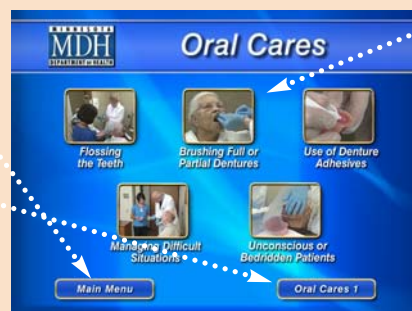 MINNESOTA
MDH
DEPARTMENT OF HEALTH
Oral Cares
Flossing
the Teeth
Brushing Full or
Partial Dentures
Use of Denture
Adhesives
Managing Difficult
Situations
Unconscious or
Bedridden Patients
Main Menu
Oral Cares 1